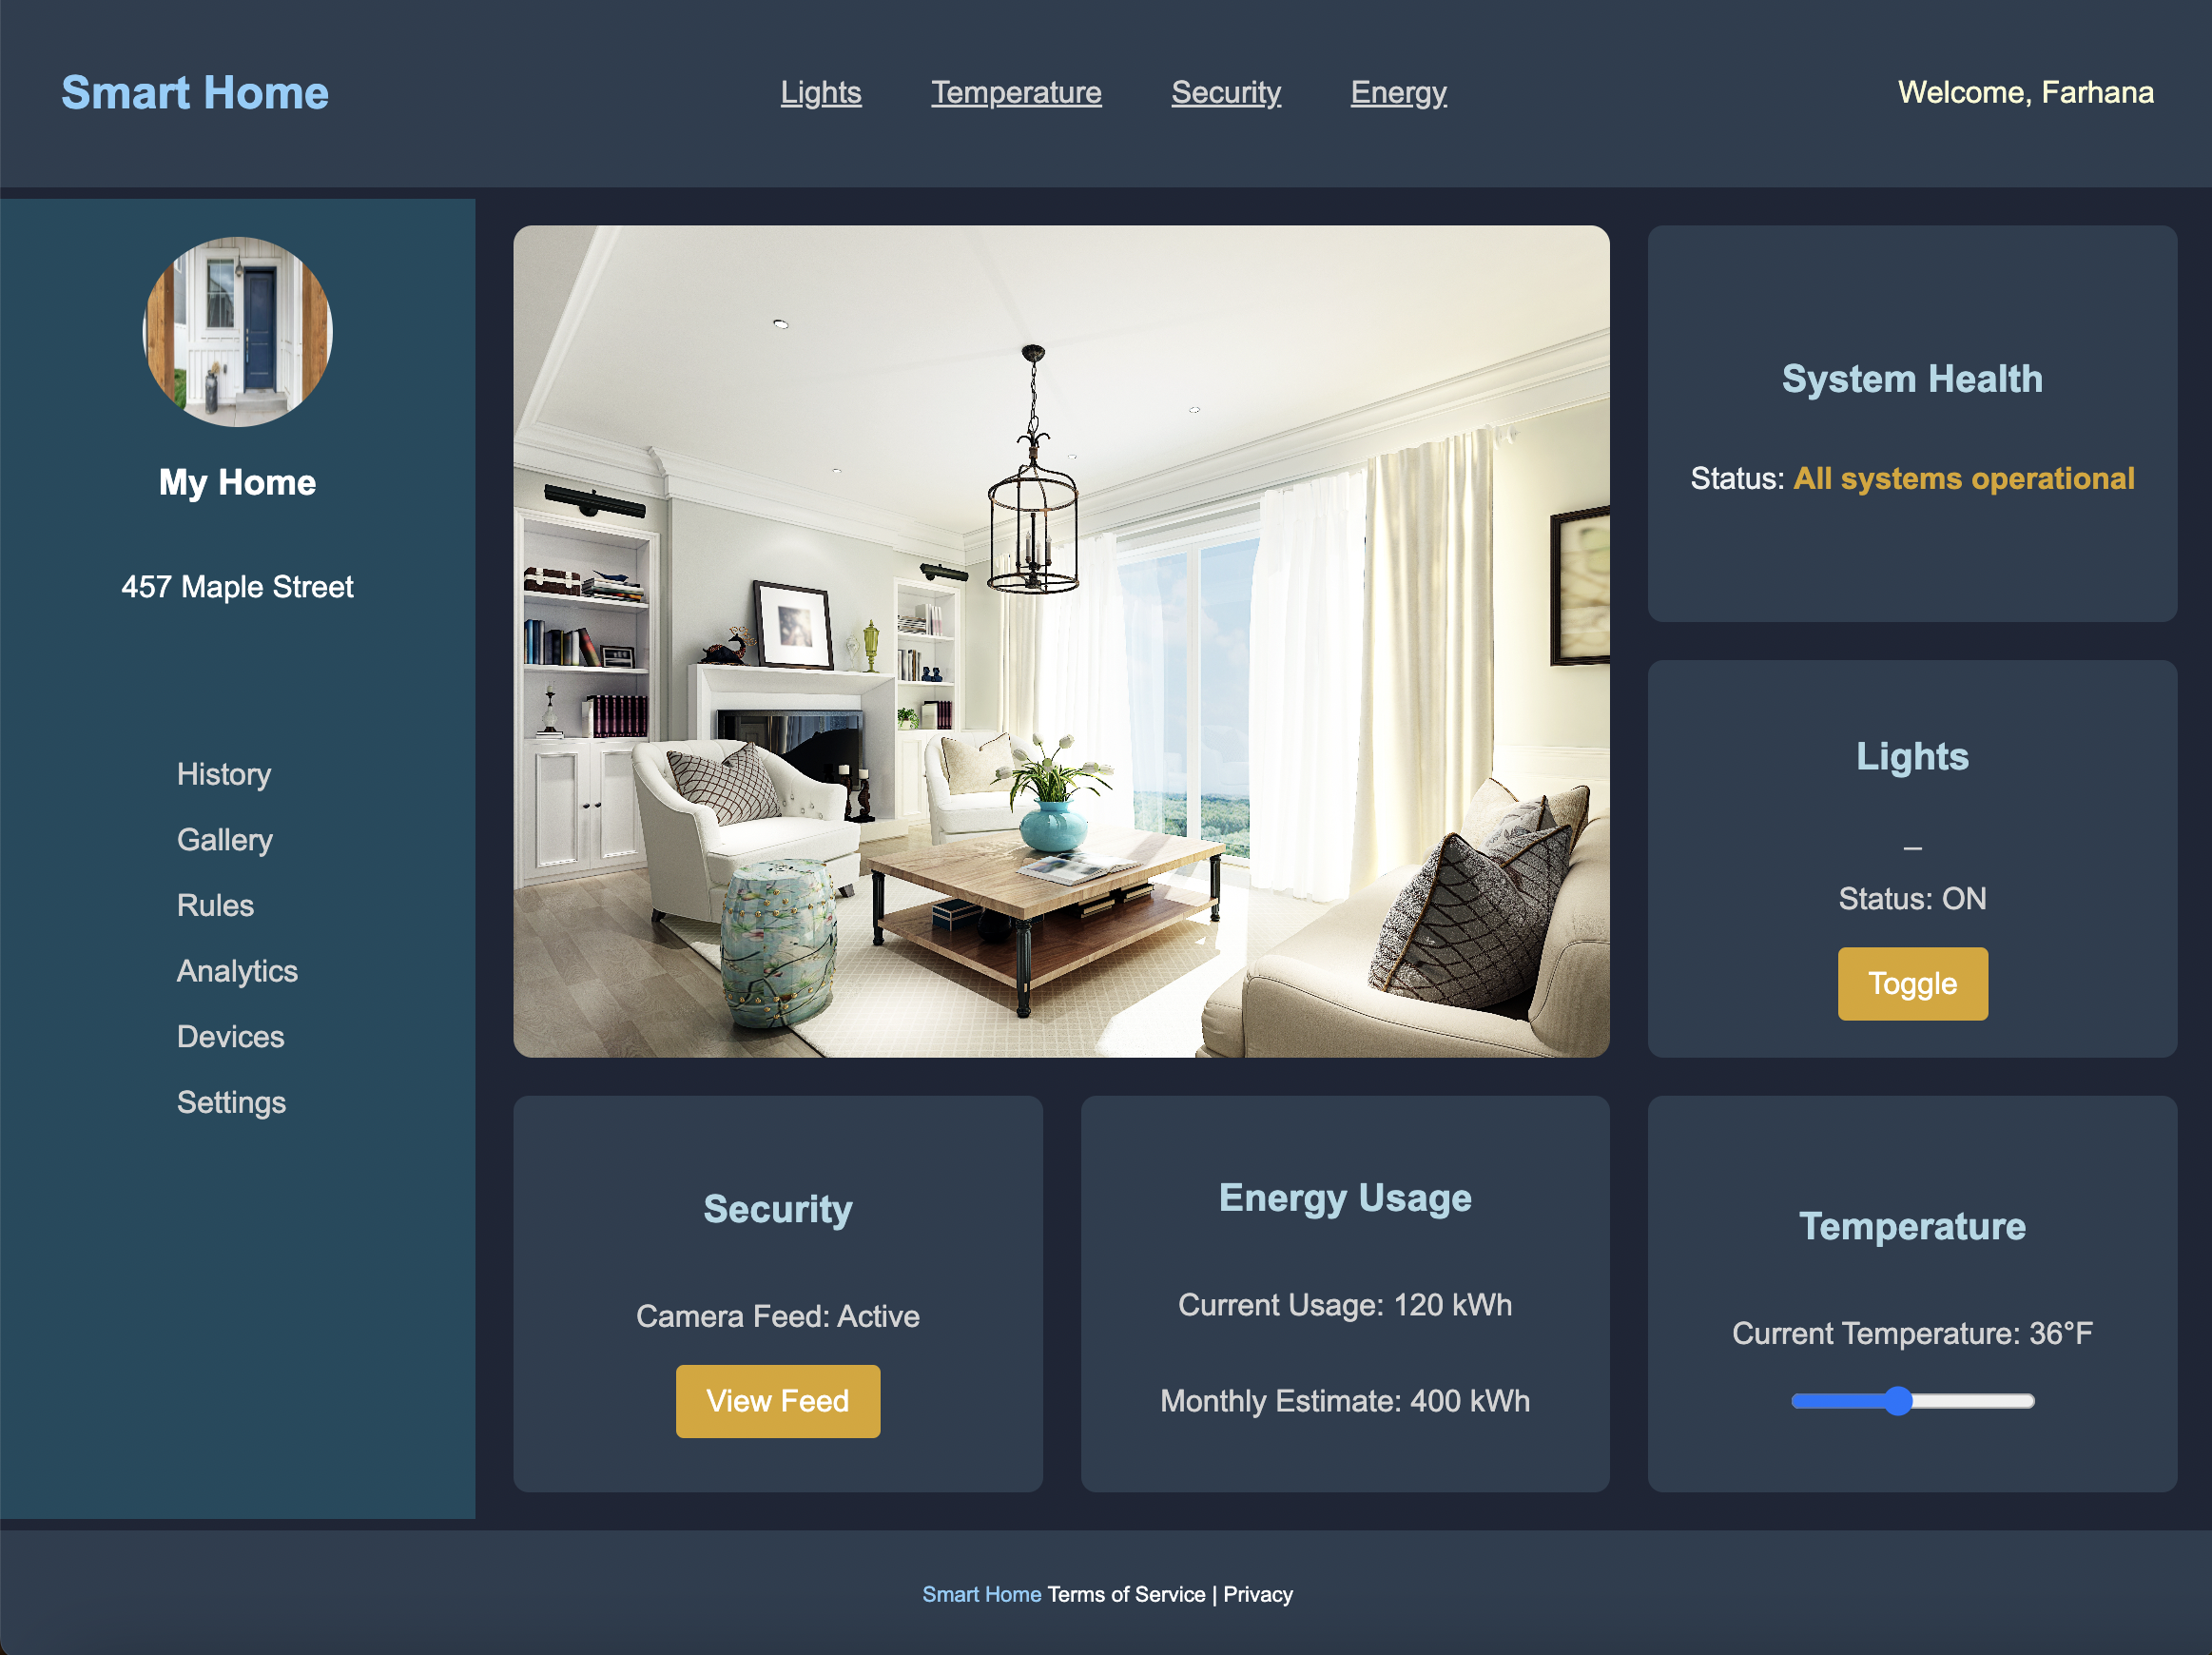 Smart Home
Lights Temperature Security Energy
Welcome, Farhana
My Home
457 Maple Street
History
Gallery
Rules
Analytics
Devices
Settings
System Health
Status: All systems operational
Lights
–
Status: ON
Toggle
Security
Camera Feed: Active
View Feed
Energy Usage
Current Usage: 120 kWh
Monthly Estimate: 400 kWh
Temperature
Current Temperature: 36°F
Smart Home Terms of Service | Privacy